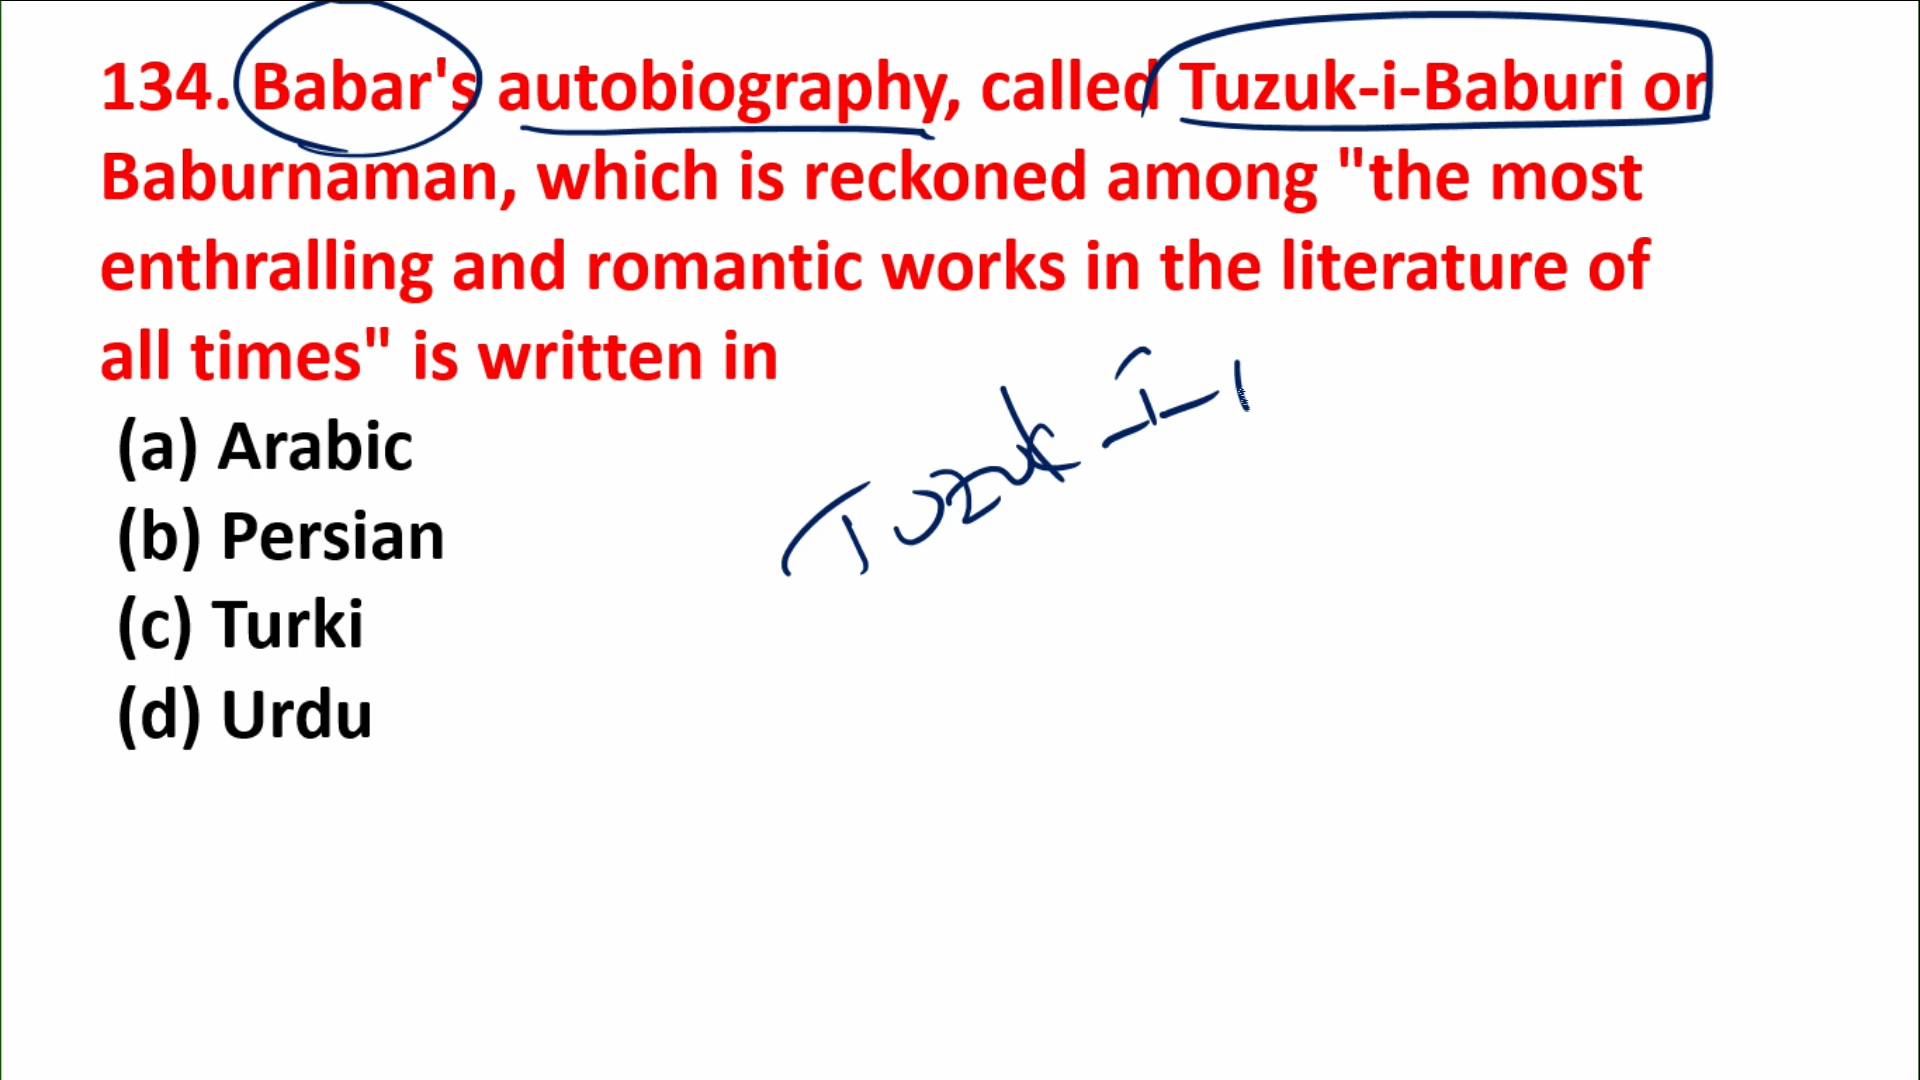 134. Babar's autobiography, called Tuzuk-i-Baburi or
Baburnaman, which is reckoned among "the most
enthralling and romantic works in the literature of
all times" is written in
(a) Arabic
(b) Persian
(c) Turki
(d) Urdu
Tuzuk-i-